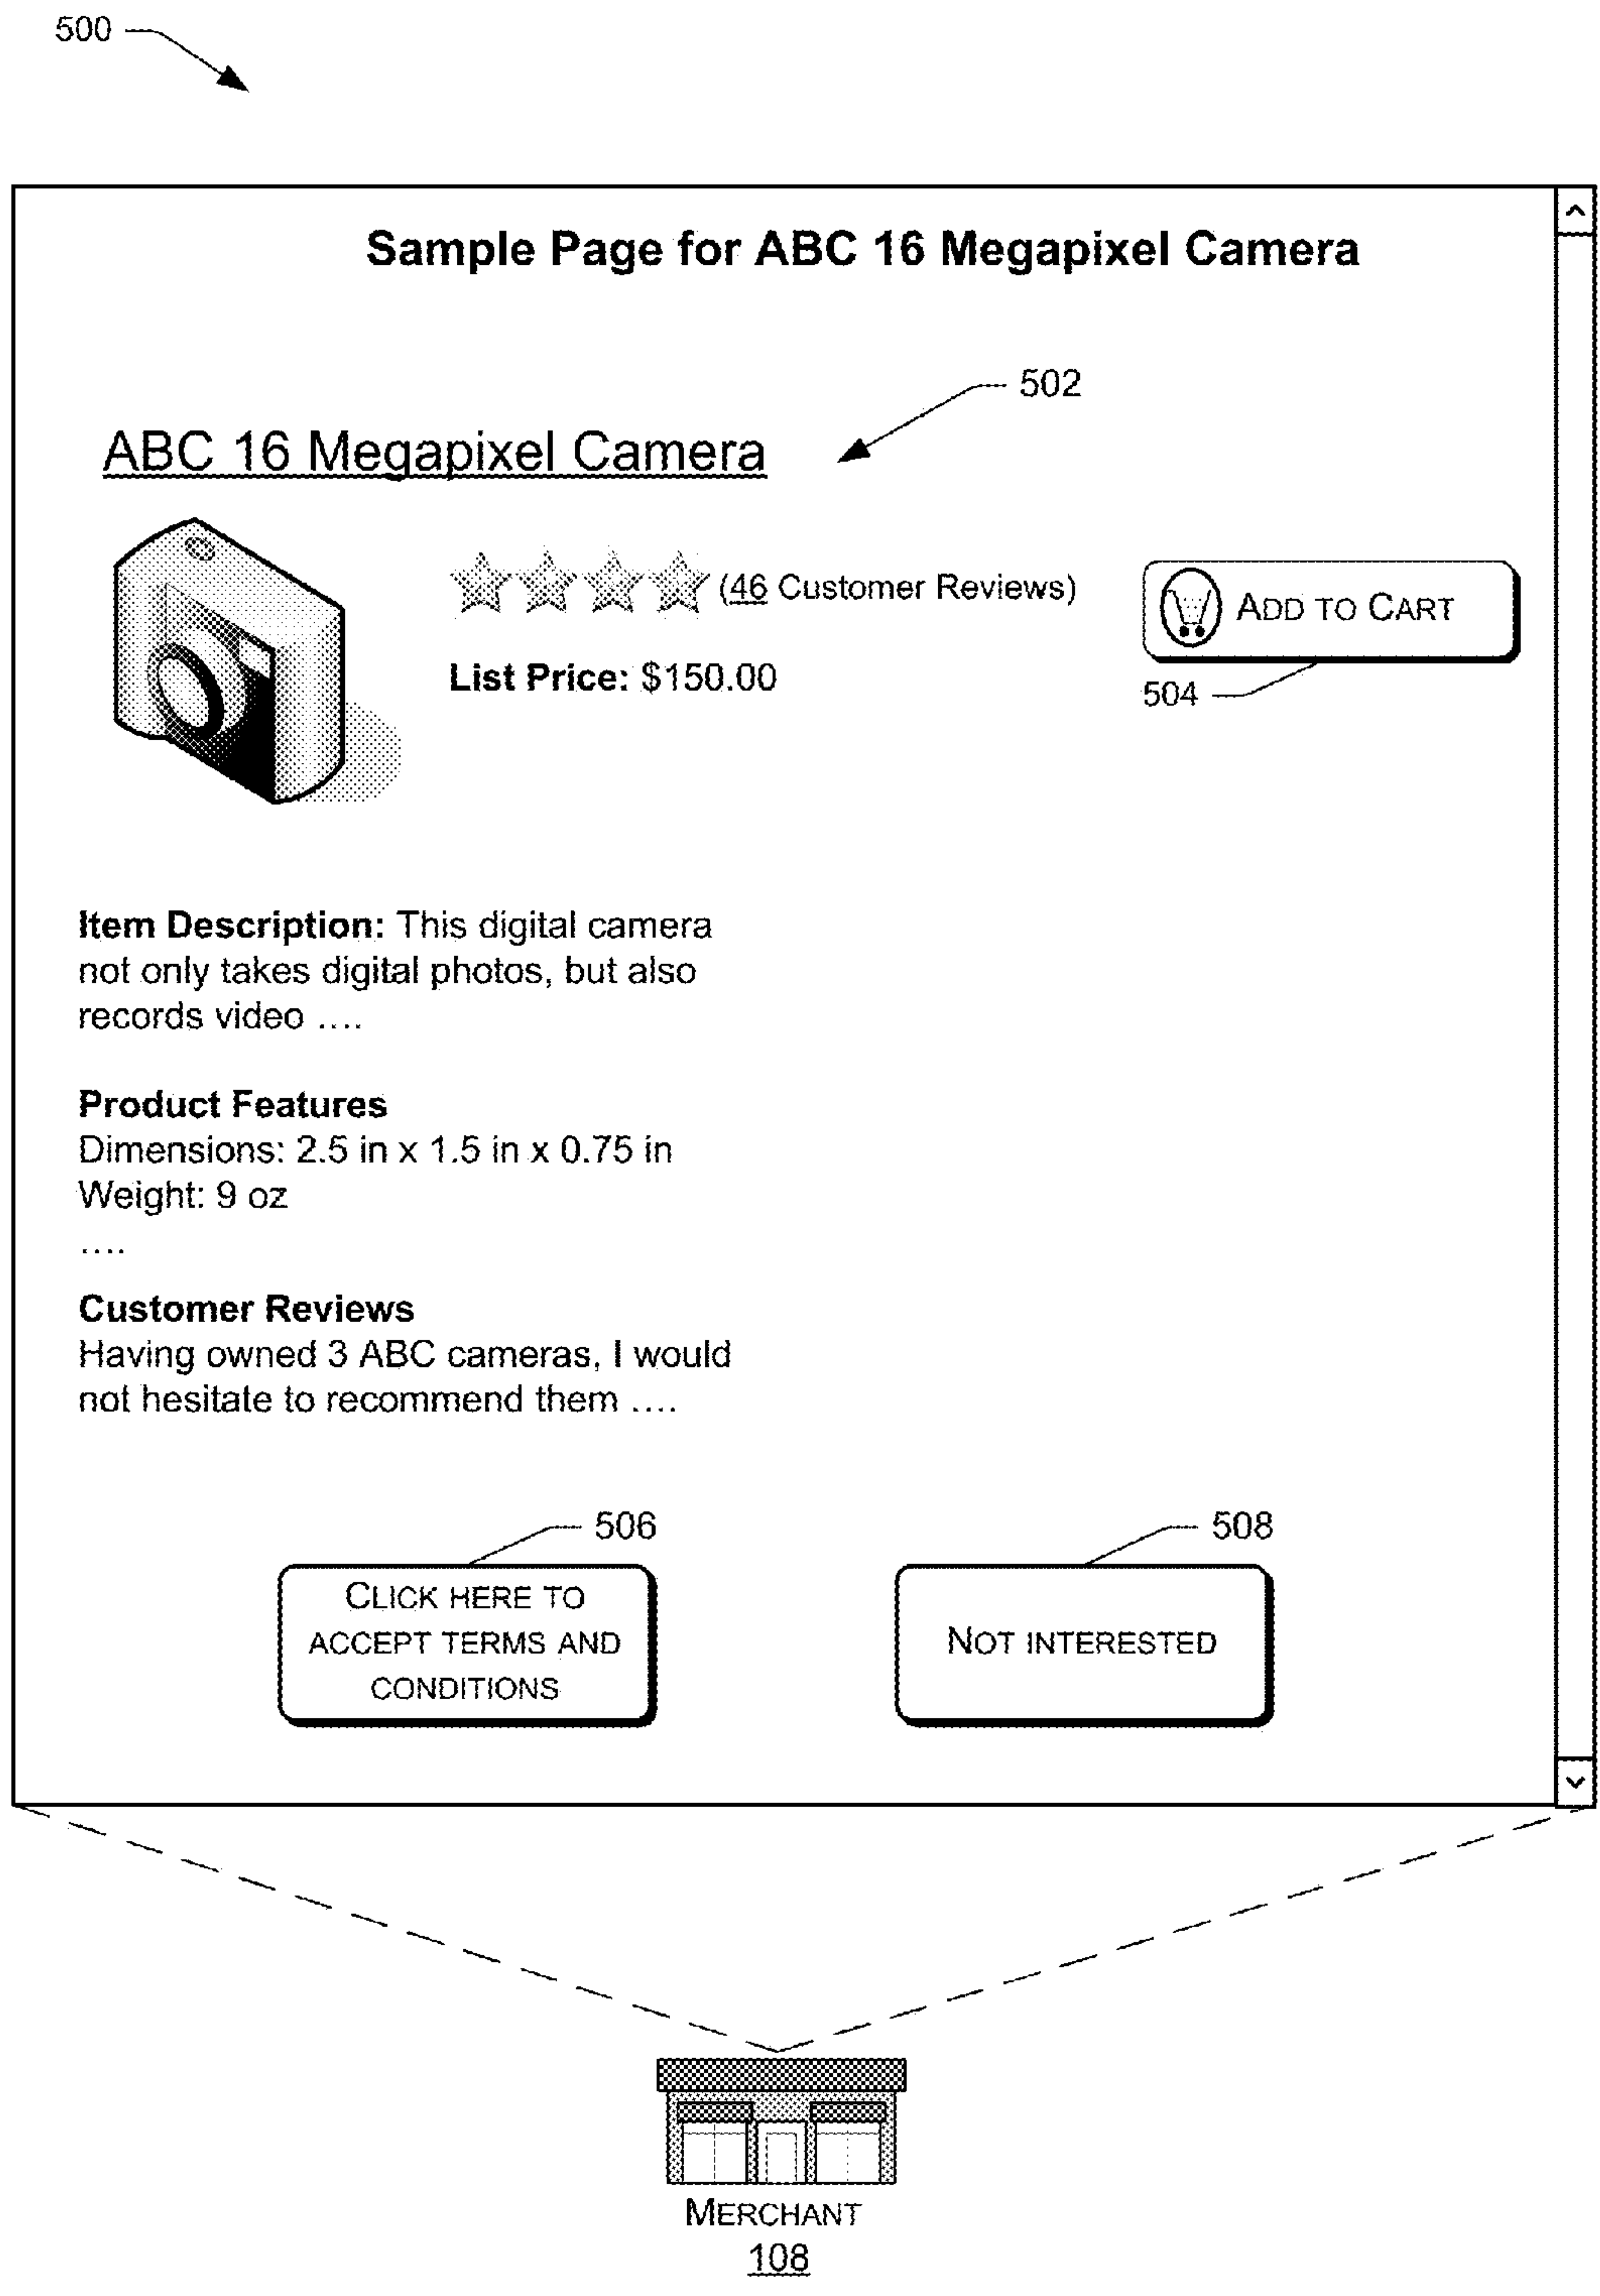 500
Sample Page for ABC 16 Megapixel Camera
502
ABC 16 Megapixel Camera
(46 Customer Reviews)
ADD TO CART
List Price: $150.00
504
Item Description: This digital camera
not only takes digital photos, but also
records video ....
Product Features
Dimensions: 2.5 in x 1.5 in x 0.75 in
Weight: 9 oz
....
Customer Reviews
Having owned 3 ABC cameras, I would
not hesitate to recommend them ....
506
508
CLICK HERE TO
ACCEPT TERMS AND
CONDITIONS
NOT INTERESTED
MERCHANT
108